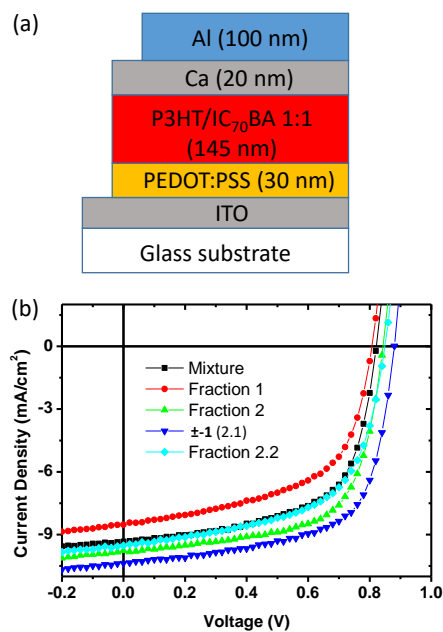 (a)
Al (100 nm)
Ca (20 nm)
P3HT/IC₇₀BA 1:1
(145 nm)
PEDOT:PSS (30 nm)
ITO
Glass substrate
(b)
0
-3
-6
-9
Current Density (mA/cm²)
Mixture
Fraction 1
Fraction 2
±-1 (2.1)
Fraction 2.2
-0.2
0.0
0.2
0.4
0.6
0.8
1.0
Voltage (V)